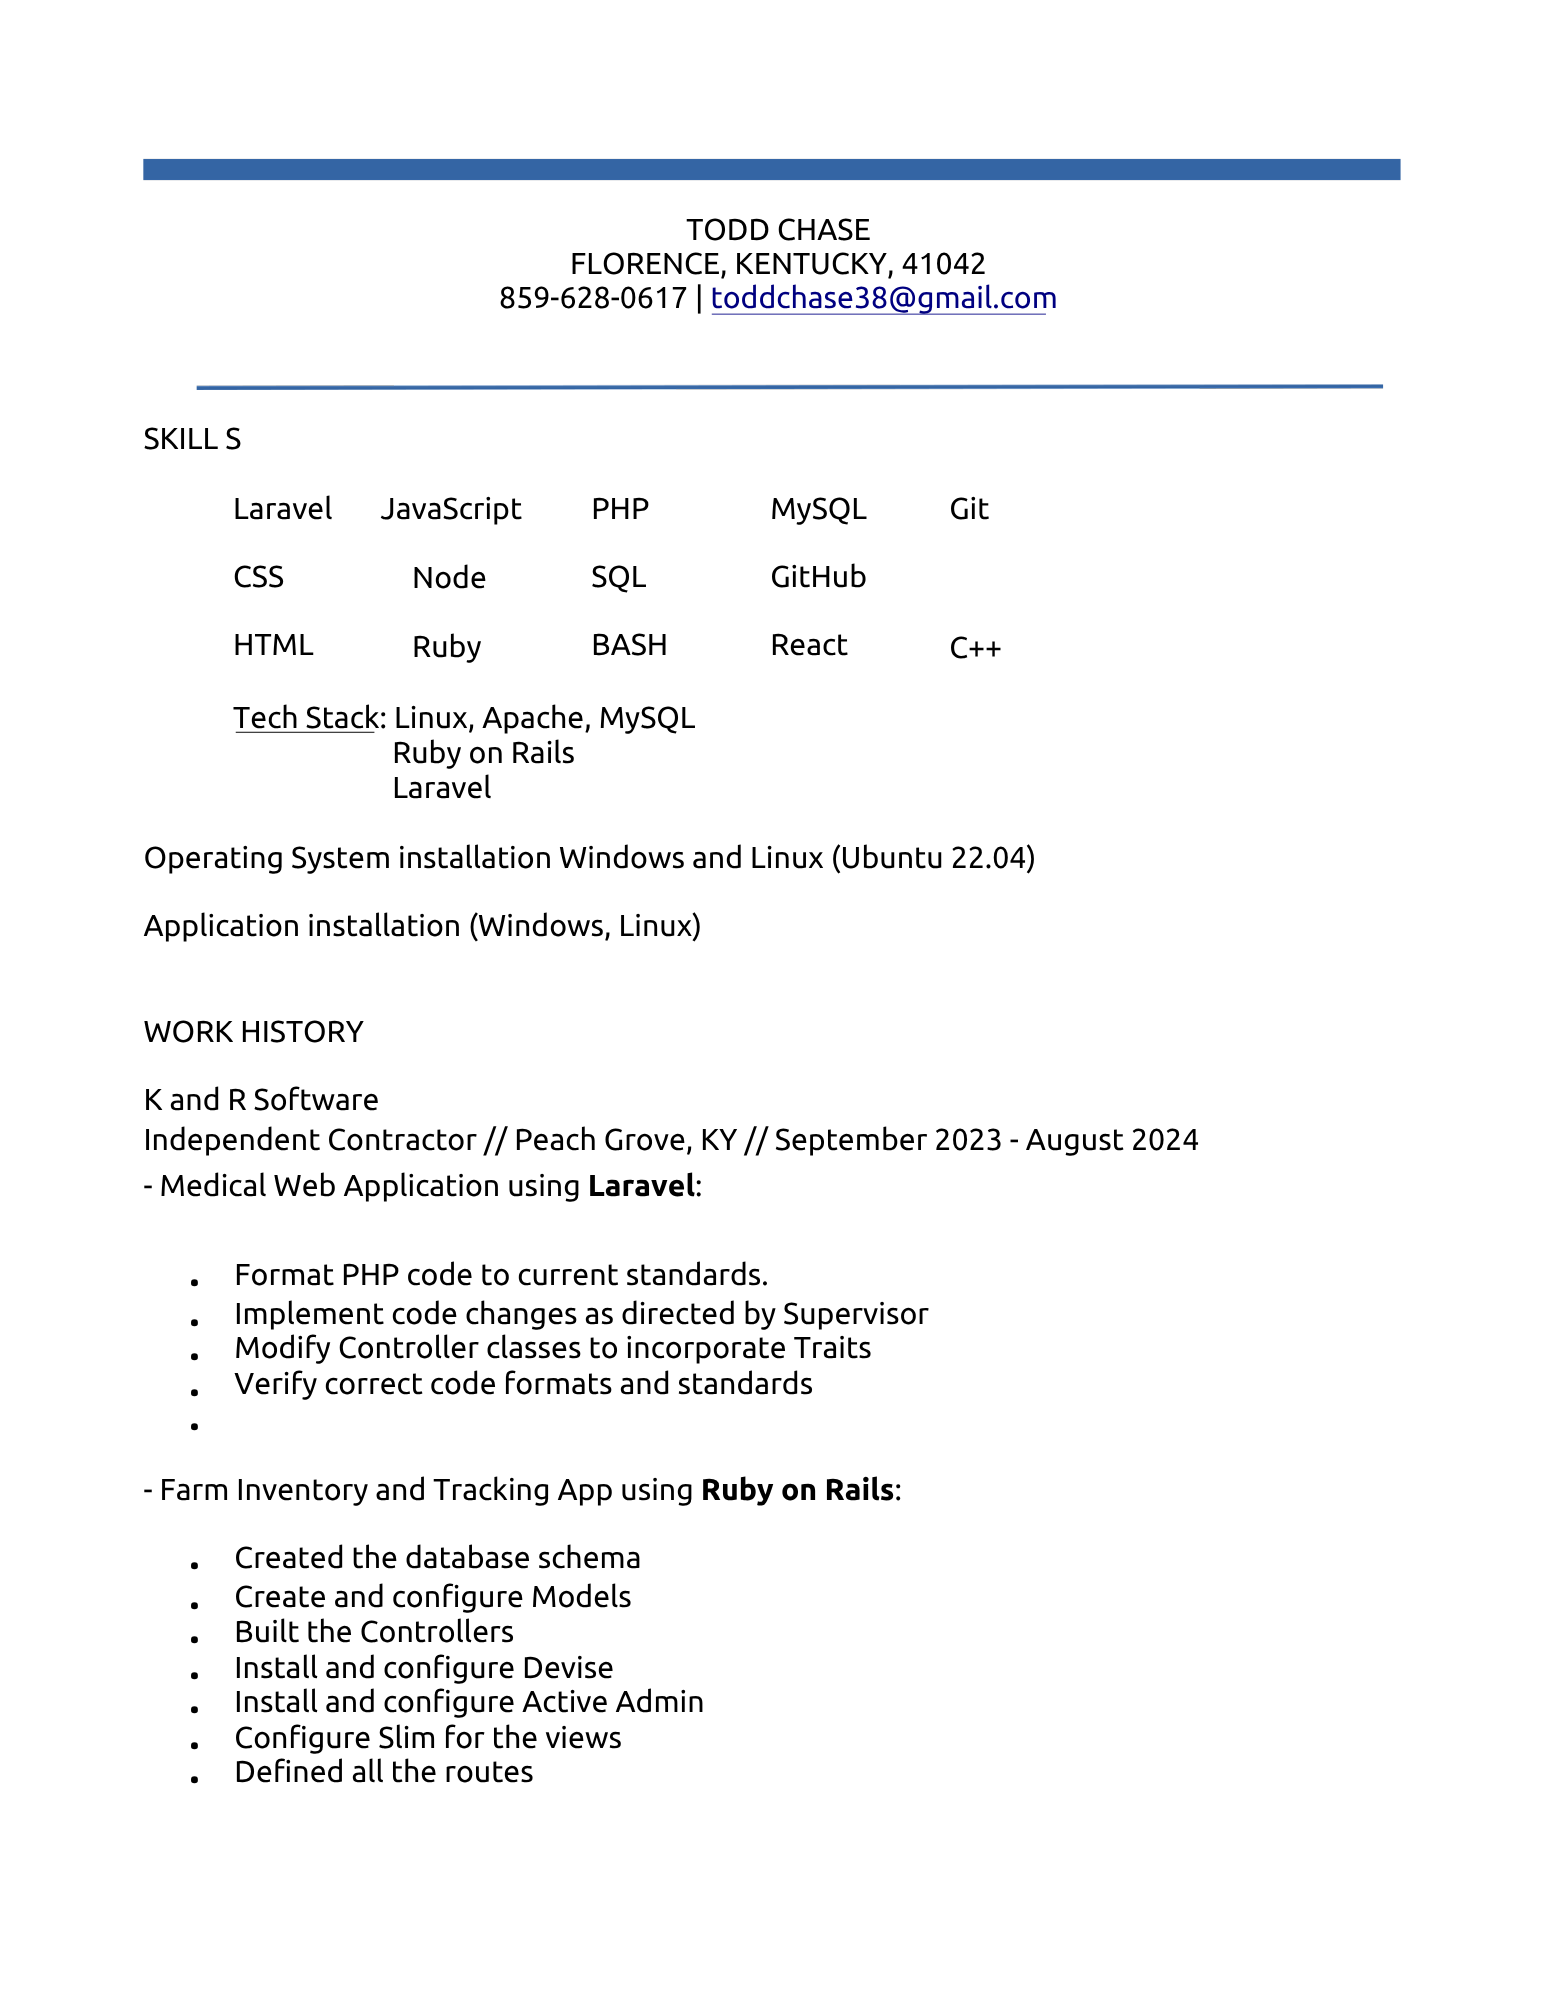 TODD CHASE
FLORENCE, KENTUCKY, 41042
859-628-0617 | toddchase38@gmail.com
SKILL S
Laravel JavaScript PHP MySQL Git
CSS Node SQL GitHub
HTML Ruby BASH React C++
Tech Stack: Linux, Apache, MySQL
Ruby on Rails
Laravel
Operating System installation Windows and Linux (Ubuntu 22.04)
Application installation (Windows, Linux)
WORK HISTORY
K and R Software
Independent Contractor // Peach Grove, KY // September 2023 - August 2024
- Medical Web Application using Laravel:
• Format PHP code to current standards.
• Implement code changes as directed by Supervisor
• Modify Controller classes to incorporate Traits
• Verify correct code formats and standards
•
- Farm Inventory and Tracking App using Ruby on Rails:
• Created the database schema
• Create and configure Models
• Built the Controllers
• Install and configure Devise
• Install and configure Active Admin
• Configure Slim for the views
• Defined all the routes